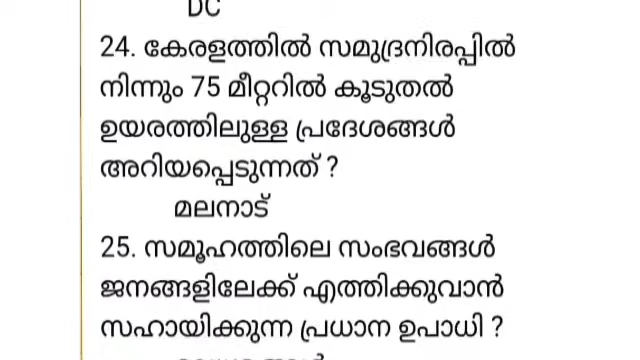 DC
24. കേരളത്തിൽ സമുദ്രനിരപ്പിൽ
നിന്നും 75 മീറ്ററിൽ കൂടുതൽ
ഉയരത്തിലുള്ള പ്രദേശങ്ങൾ
അറിയപ്പെടുന്നത് ?
മലനാട്
25. സമൂഹത്തിലെ സംഭവങ്ങൾ
ജനങ്ങളിലേക്ക് എത്തിക്കുവാൻ
സഹായിക്കുന്ന പ്രധാന ഉപാധി ?